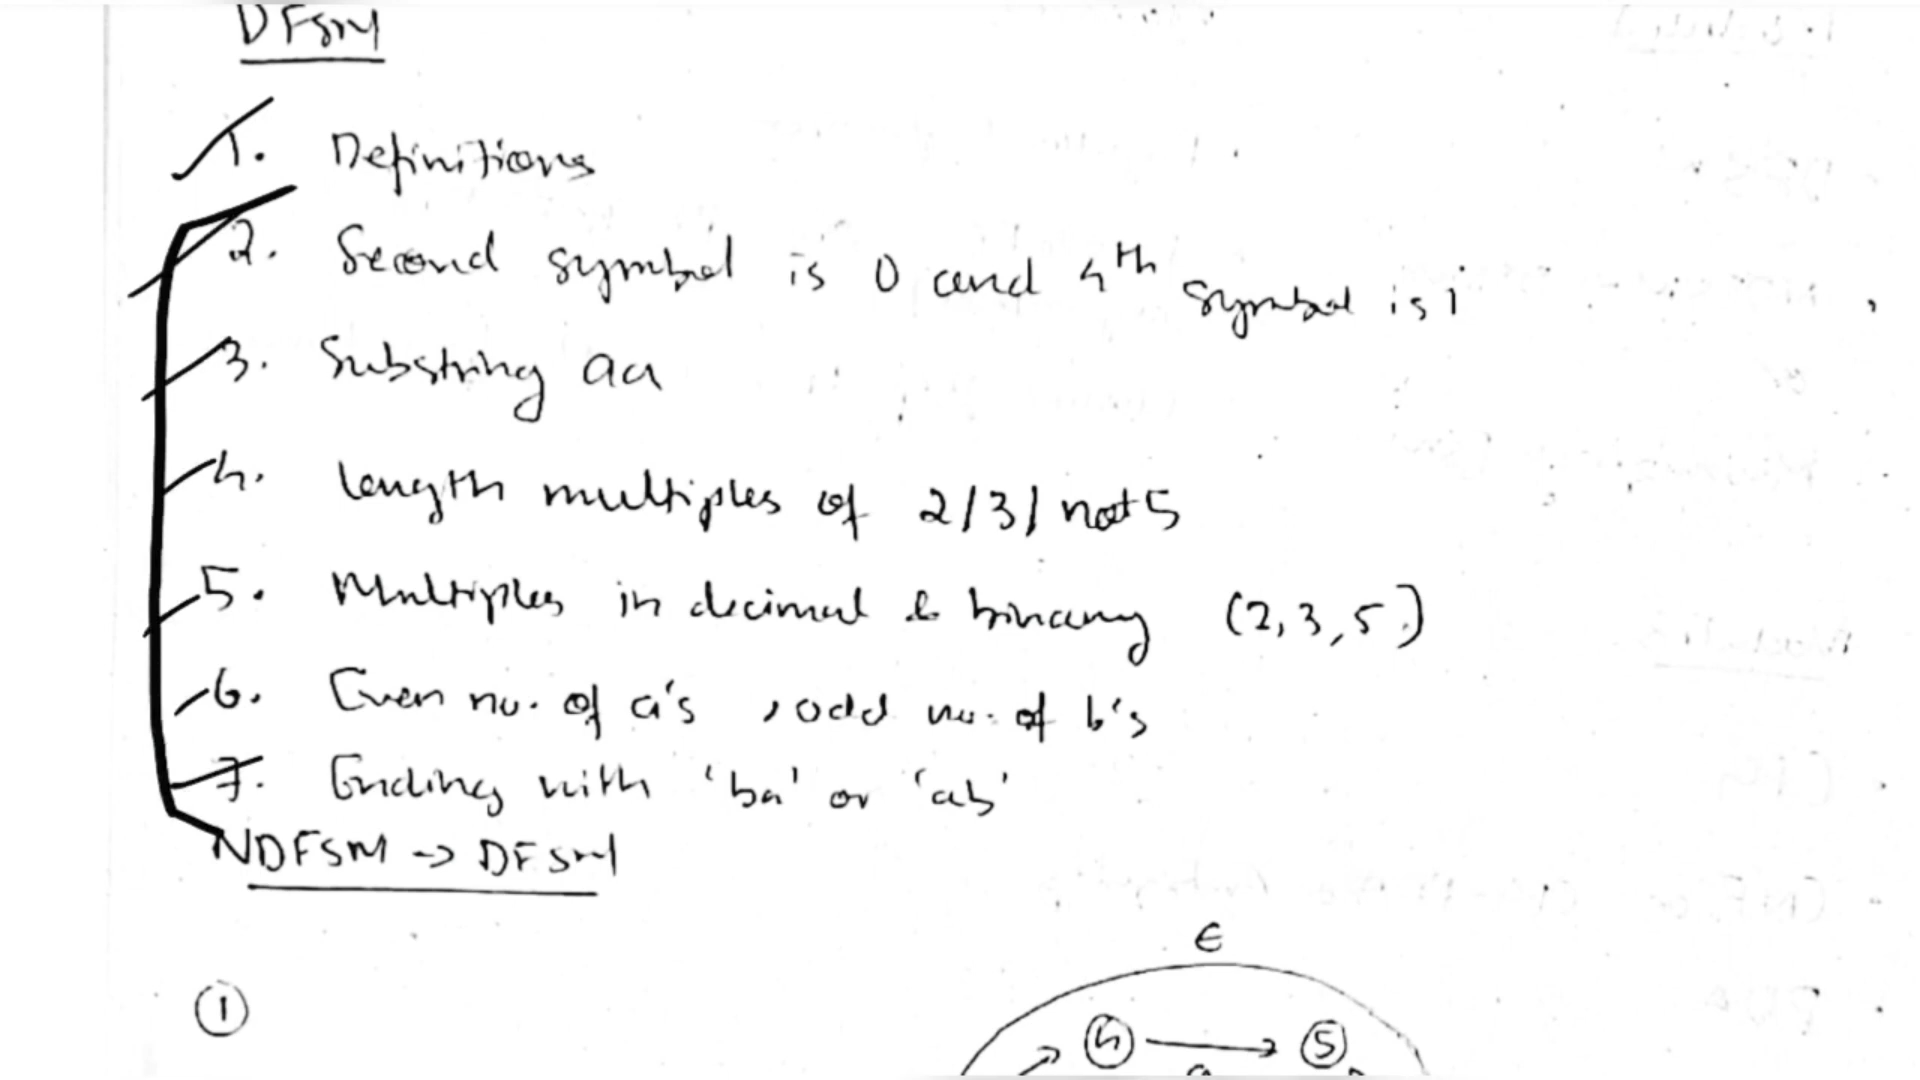 DFSM
1. Definitions
2. Second symbol is 0 and 4th symbol is 1
3. Substring aa
4. Length multiples of 2/3/not 5
5. Multiples in decimal & binary (2,3,5)
6. Even no. of a's, odd no. of b's
7. Ending with 'ba' or 'ab'
NDFSM -> DFSM
ε
①
④ ⑤